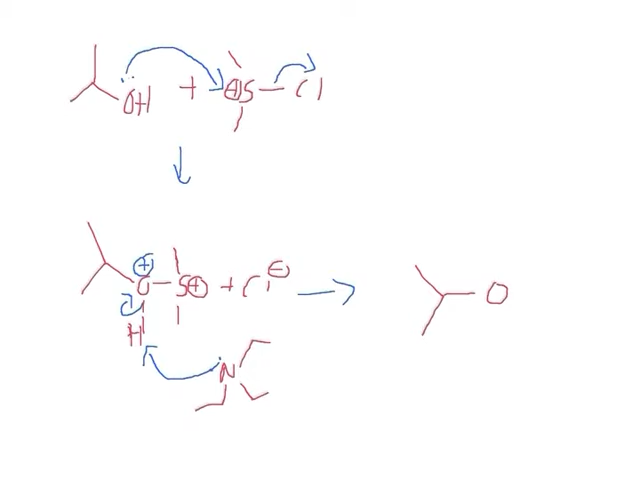 OH + ⊕S — Cl
⊕
O — S⊕ + Cl ⊖
O
H
N